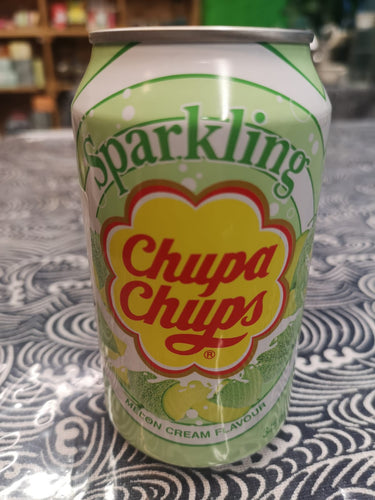 Sparkling
Chupa
Chups
®
MELON CREAM FLAVOUR